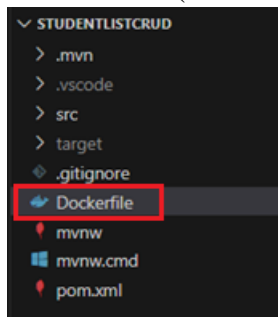 STUDENTLISTCRUD
.mvn
.vscode
src
target
.gitignore
Dockerfile
mvnw
mvnw.cmd
pom.xml